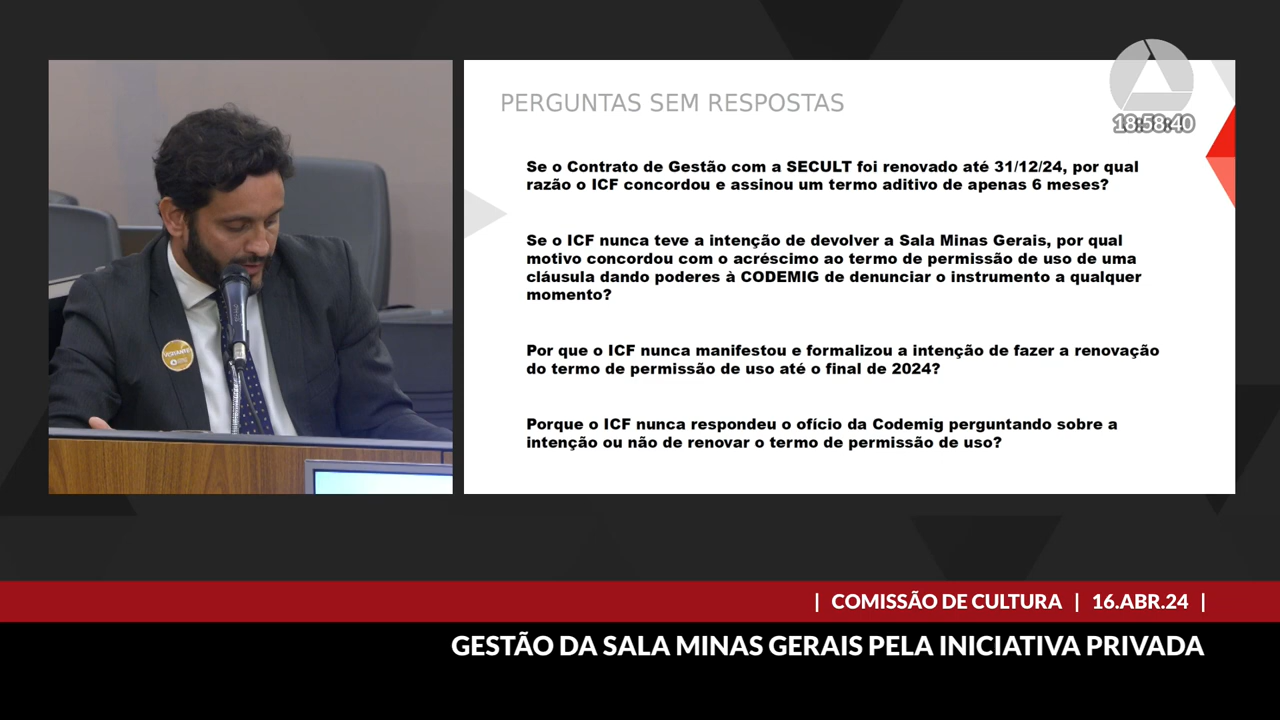 18:58:40
PERGUNTAS SEM RESPOSTAS
Se o Contrato de Gestão com a SECULT foi renovado até 31/12/24, por qual
razão o ICF concordou e assinou um termo aditivo de apenas 6 meses?
Se o ICF nunca teve a intenção de devolver a Sala Minas Gerais, por qual
motivo concordou com o acréscimo ao termo de permissão de uso de uma
cláusula dando poderes à CODEMIG de denunciar o instrumento a qualquer
momento?
Por que o ICF nunca manifestou e formalizou a intenção de fazer a renovação
do termo de permissão de uso até o final de 2024?
Porque o ICF nunca respondeu o ofício da Codemig perguntando sobre a
intenção ou não de renovar o termo de permissão de uso?
| COMISSÃO DE CULTURA | 16.ABR.24 |
GESTÃO DA SALA MINAS GERAIS PELA INICIATIVA PRIVADA